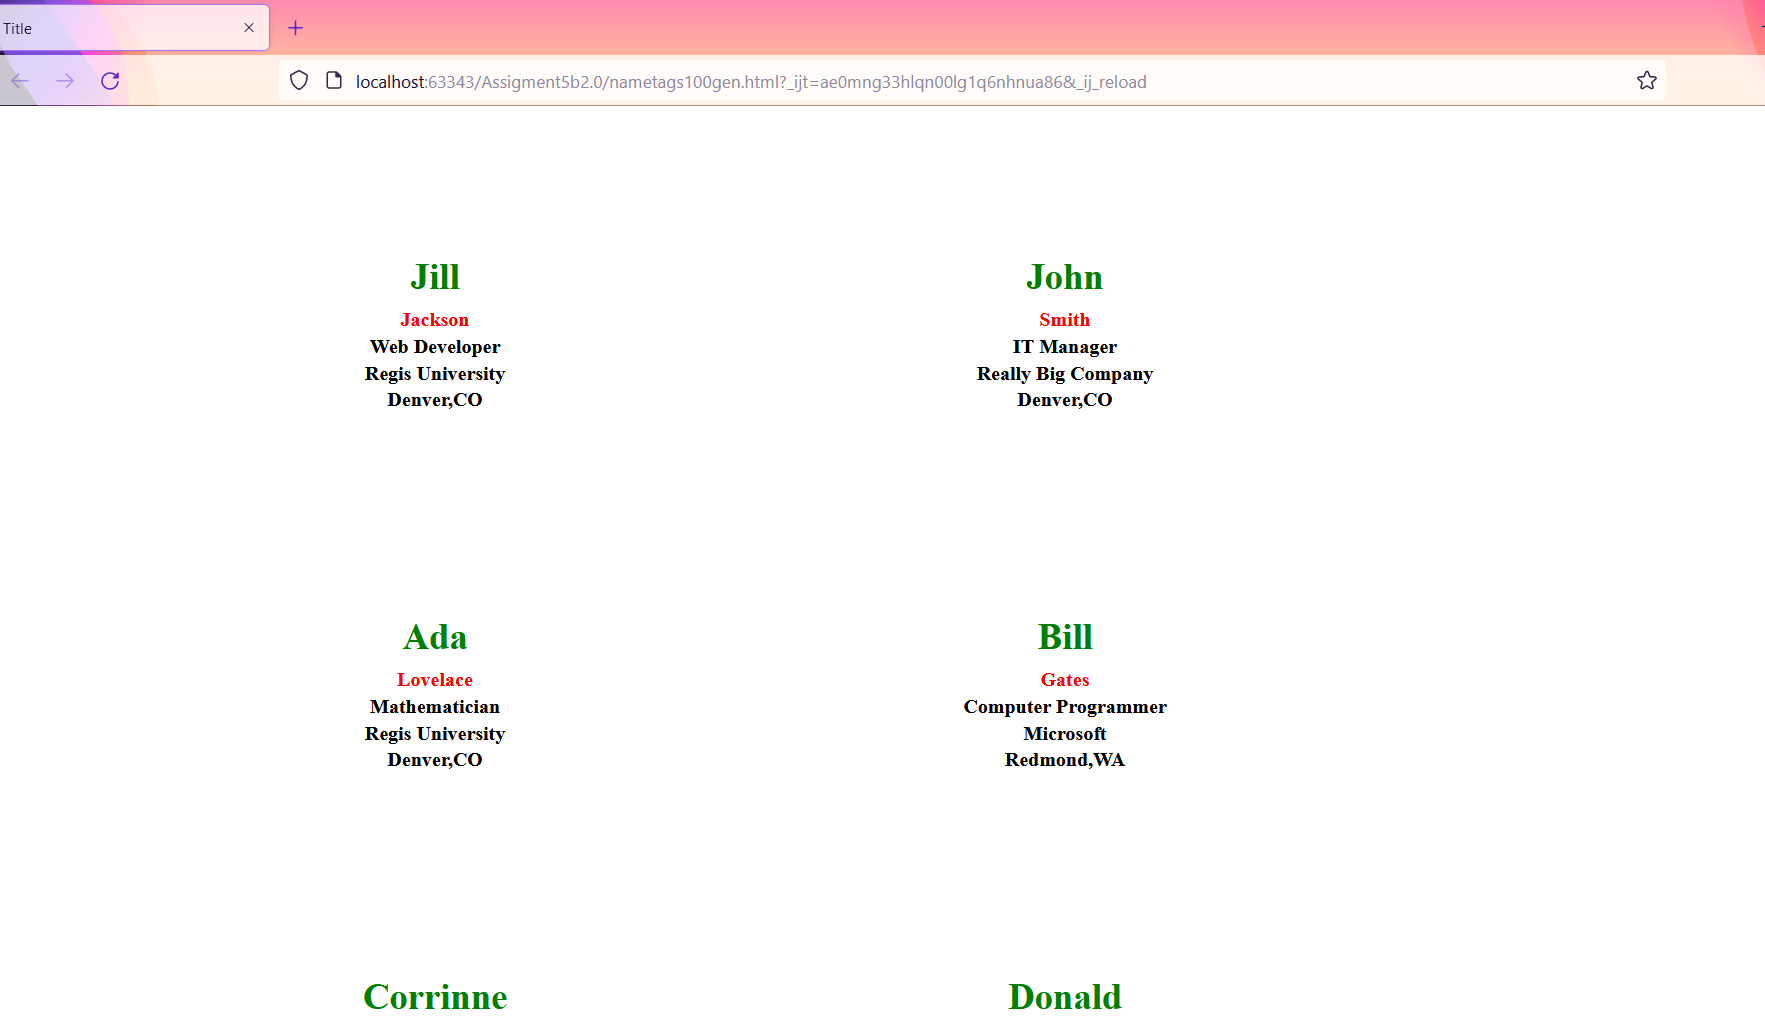 Title
localhost:63343/Assigment5b2.0/nametags100gen.html?_ijt=ae0mng33hlqn00lg1q6nhnua86&_ij_reload
Jill
Jackson
Web Developer
Regis University
Denver,CO
John
Smith
IT Manager
Really Big Company
Denver,CO
Ada
Lovelace
Mathematician
Regis University
Denver,CO
Bill
Gates
Computer Programmer
Microsoft
Redmond,WA
Corrinne
Donald